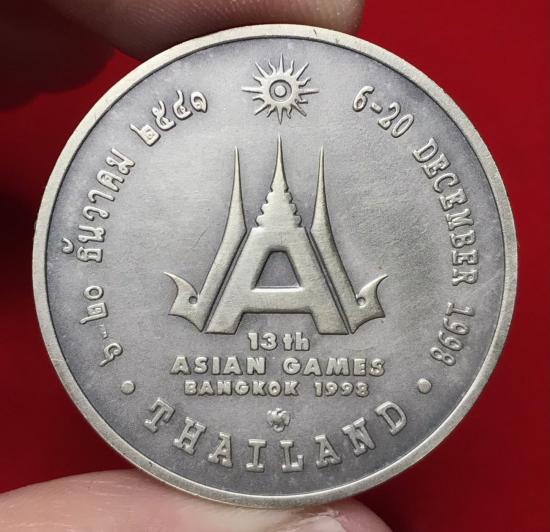 ๖-๒๐ ธันวาคม ๒๕๔๑
6-20 DECEMBER 1998
13th
ASIAN GAMES
BANGKOK 1998
• THAILAND •